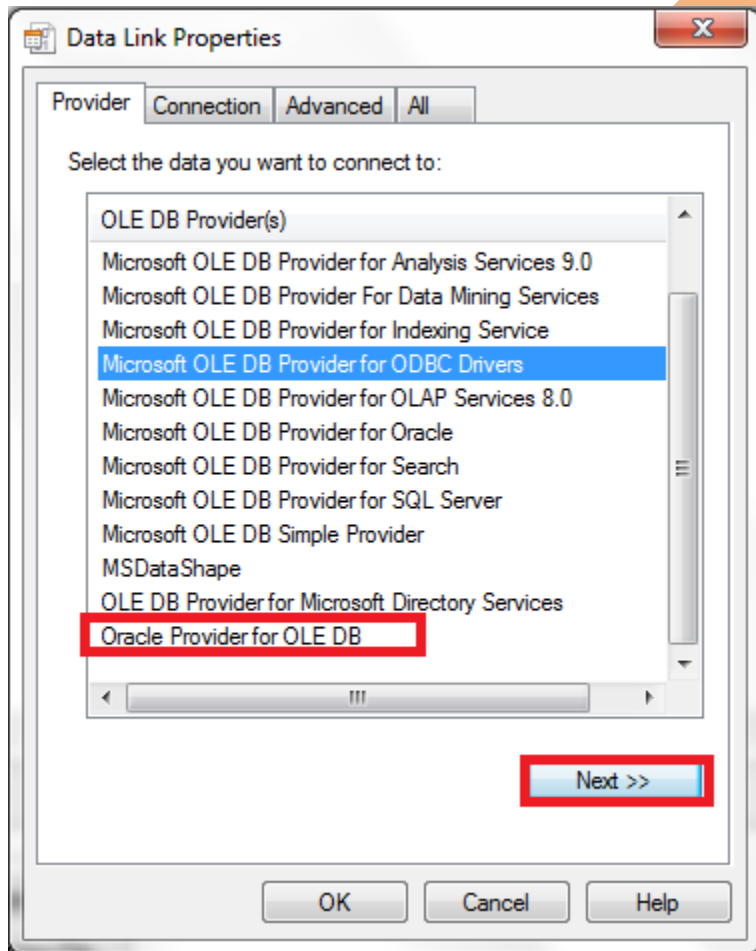 Data Link Properties
Provider Connection Advanced All
Select the data you want to connect to:
OLE DB Provider(s)
Microsoft OLE DB Provider for Analysis Services 9.0
Microsoft OLE DB Provider For Data Mining Services
Microsoft OLE DB Provider for Indexing Service
Microsoft OLE DB Provider for ODBC Drivers
Microsoft OLE DB Provider for OLAP Services 8.0
Microsoft OLE DB Provider for Oracle
Microsoft OLE DB Provider for Search
Microsoft OLE DB Provider for SQL Server
Microsoft OLE DB Simple Provider
MSDataShape
OLE DB Provider for Microsoft Directory Services
Oracle Provider for OLE DB
Next >>
OK Cancel Help